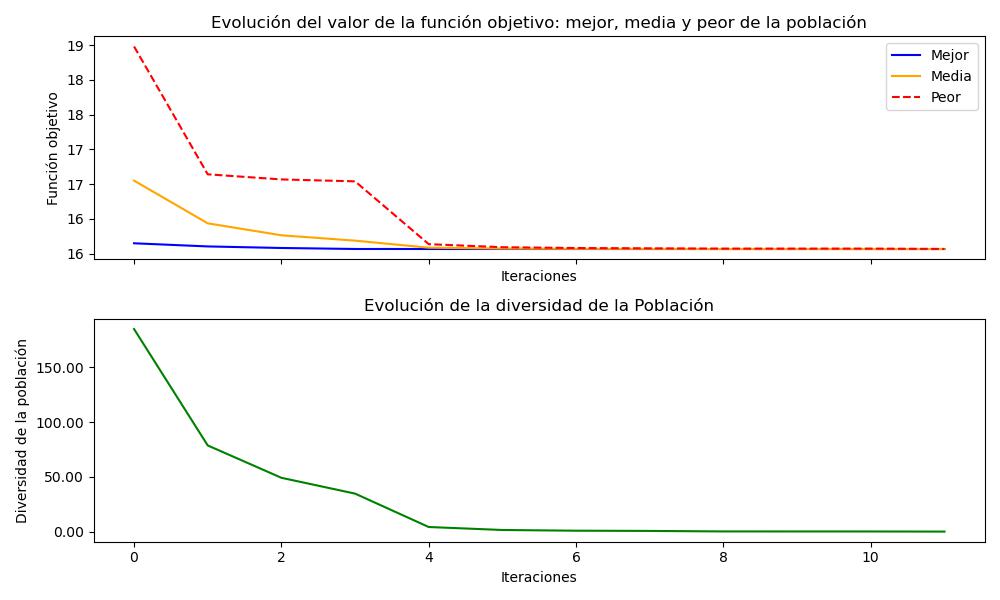 Evolución del valor de la función objetivo: mejor, media y peor de la población
Función objetivo
19
18
18
17
17
16
16
Mejor
Media
Peor
Iteraciones
Evolución de la diversidad de la Población
Diversidad de la población
150.00
100.00
50.00
0.00
0 2 4 6 8 10
Iteraciones